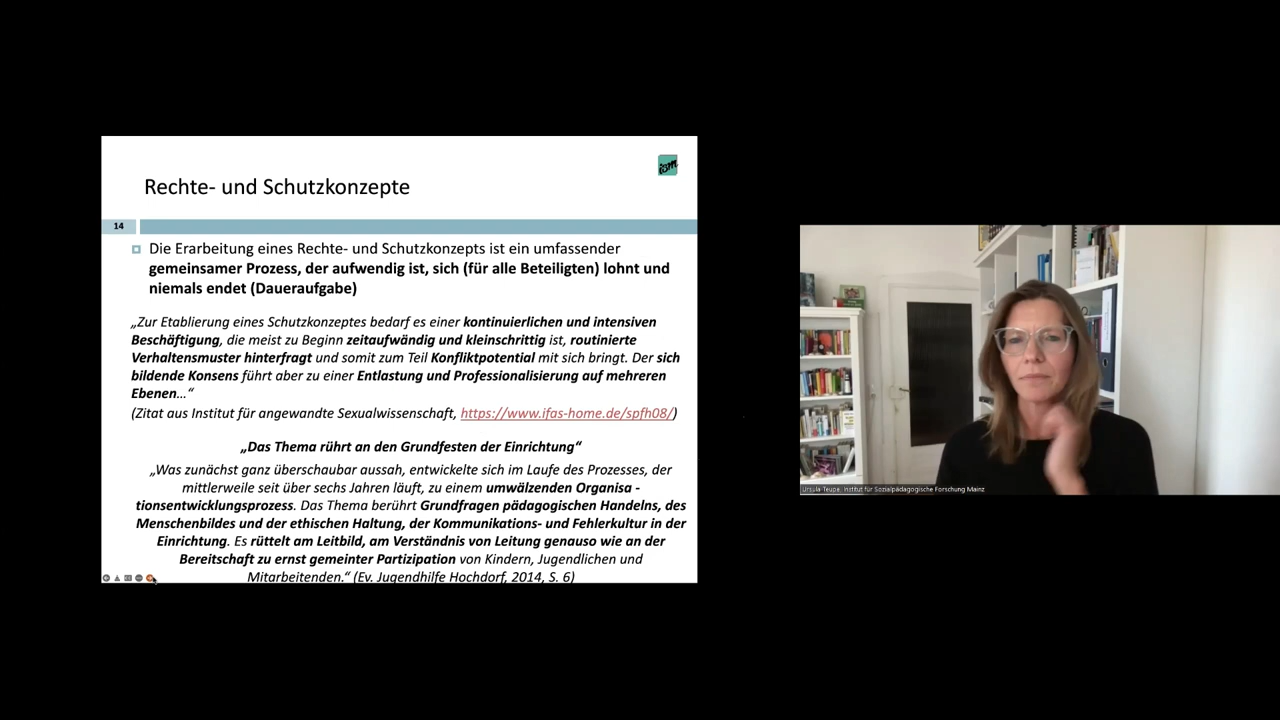 ism
Rechte- und Schutzkonzepte
14
Die Erarbeitung eines Rechte- und Schutzkonzepts ist ein umfassender
gemeinsamer Prozess, der aufwendig ist, sich (für alle Beteiligten) lohnt und
niemals endet (Daueraufgabe)
„Zur Etablierung eines Schutzkonzeptes bedarf es einer kontinuierlichen und intensiven
Beschäftigung, die meist zu Beginn zeitaufwändig und kleinschrittig ist, routinierte
Verhaltensmuster hinterfragt und somit zum Teil Konfliktpotential mit sich bringt. Der sich
bildende Konsens führt aber zu einer Entlastung und Professionalisierung auf mehreren
Ebenen…“
(Zitat aus Institut für angewandte Sexualwissenschaft, https://www.ifas-home.de/spfh08/)
„Das Thema rührt an den Grundfesten der Einrichtung“
„Was zunächst ganz überschaubar aussah, entwickelte sich im Laufe des Prozesses, der
mittlerweile seit über sechs Jahren läuft, zu einem umwälzenden Organisa -
tionsentwicklungsprozess. Das Thema berührt Grundfragen pädagogischen Handelns, des
Menschenbildes und der ethischen Haltung, der Kommunikations- und Fehlerkultur in der
Einrichtung. Es rüttelt am Leitbild, am Verständnis von Leitung genauso wie an der
Bereitschaft zu ernst gemeinter Partizipation von Kindern, Jugendlichen und
Mitarbeitenden.“ (Ev. Jugendhilfe Hochdorf, 2014, S. 6)
Ursula Teupe, Institut für Sozialpädagogische Forschung Mainz